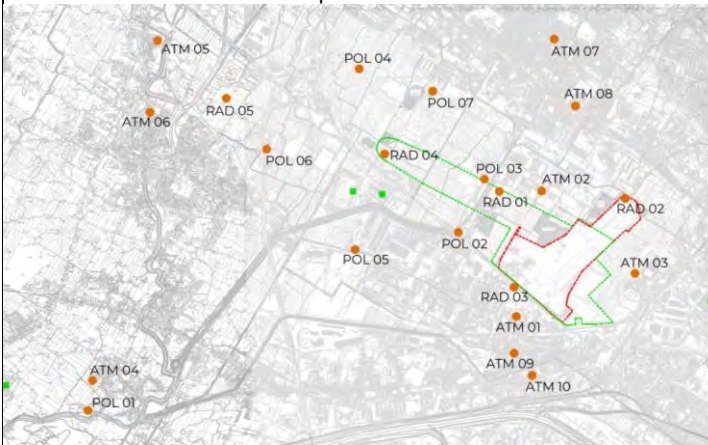 ATM 05
ATM 07
POL 04
POL 07
ATM 08
RAD 05
ATM 06
POL 06
RAD 04
POL 03
RAD 01
ATM 02
RAD 02
POL 02
POL 05
ATM 03
RAD 03
ATM 01
ATM 09
ATM 04
ATM 10
POL 01